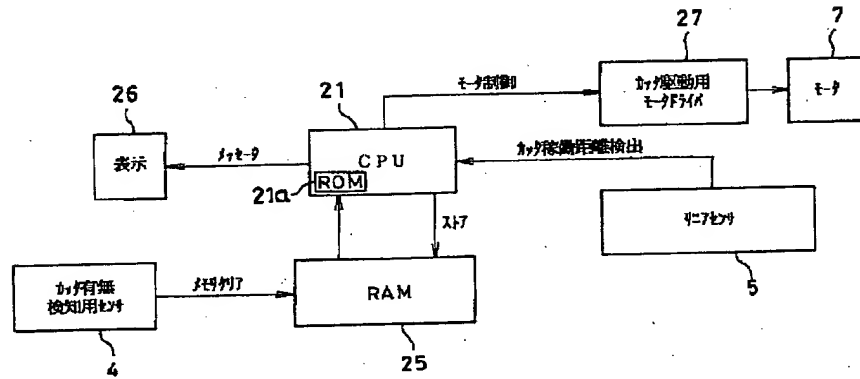 27
7
モータ制御
カッタ駆動用
モータドライバ
モータ
26
21
表示
メッセータ
CPU
カッタ稼働距離検出
21a
ROM
ストア
リニアセンサ
カッタ有無
検知用センサ
メモリクリア
RAM
5
4
25